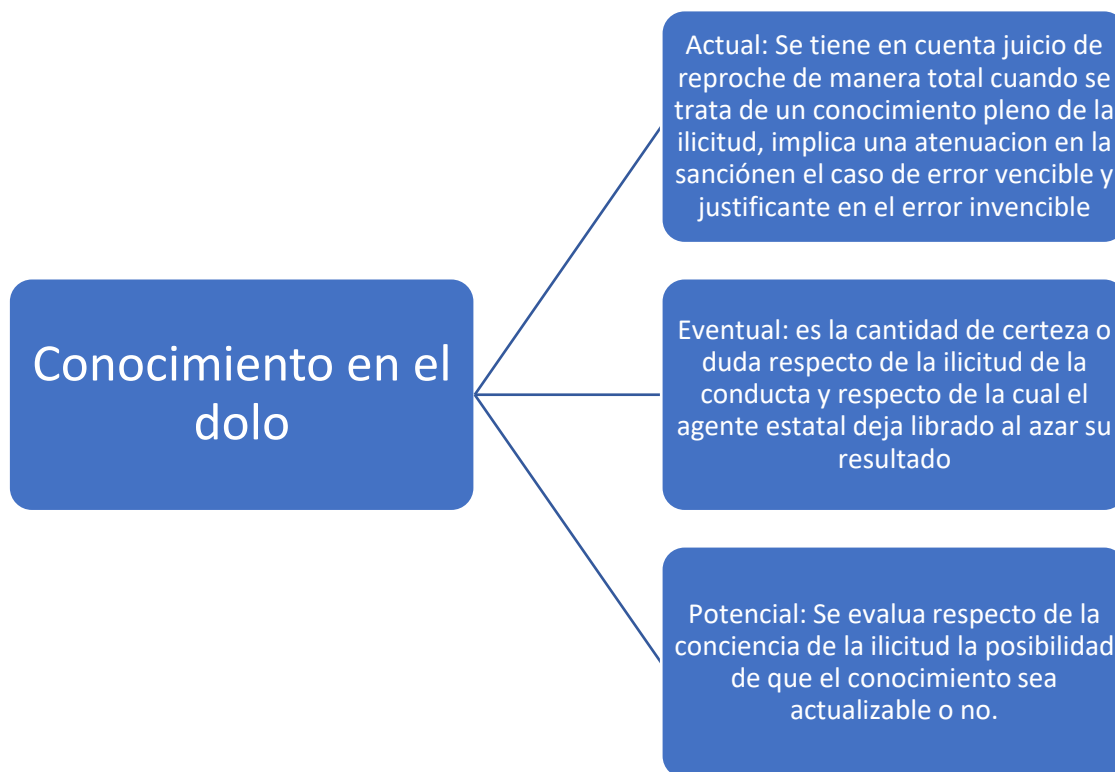 Conocimiento en el
dolo
Actual: Se tiene en cuenta juicio de
reproche de manera total cuando se
trata de un conocimiento pleno de la
ilicitud, implica una atenuacion en la
sanciónen el caso de error vencible y
justificante en el error invencible
Eventual: es la cantidad de certeza o
duda respecto de la ilicitud de la
conducta y respecto de la cual el
agente estatal deja librado al azar su
resultado
Potencial: Se evalua respecto de la
conciencia de la ilicitud la posibilidad
de que el conocimiento sea
actualizable o no.